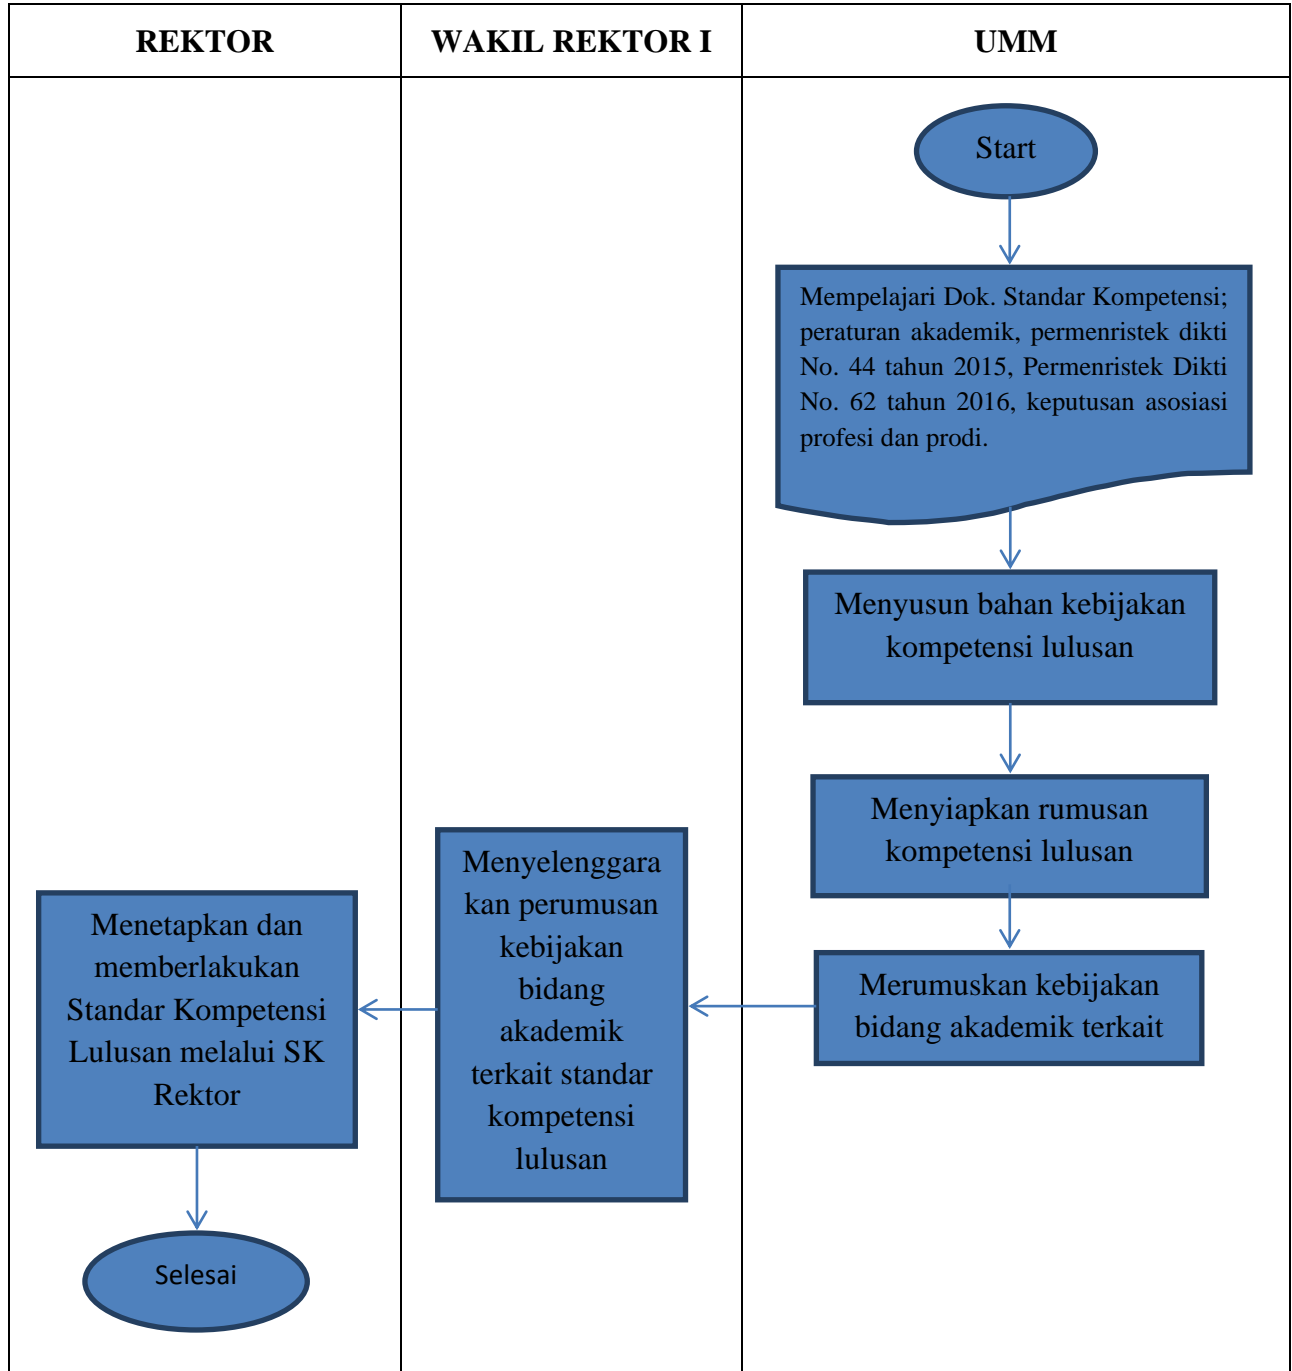 REKTOR
WAKIL REKTOR I
UMM
Start
Mempelajari Dok. Standar Kompetensi;
peraturan akademik, permenristek dikti
No. 44 tahun 2015, Permenristek Dikti
No. 62 tahun 2016, keputusan asosiasi
profesi dan prodi.
Menyusun bahan kebijakan
kompetensi lulusan
Menyiapkan rumusan
kompetensi lulusan
Merumuskan kebijakan
bidang akademik terkait
Menyelenggara
kan perumusan
kebijakan
bidang
akademik
terkait standar
kompetensi
lulusan
Menetapkan dan
memberlakukan
Standar Kompetensi
Lulusan melalui SK
Rektor
Selesai